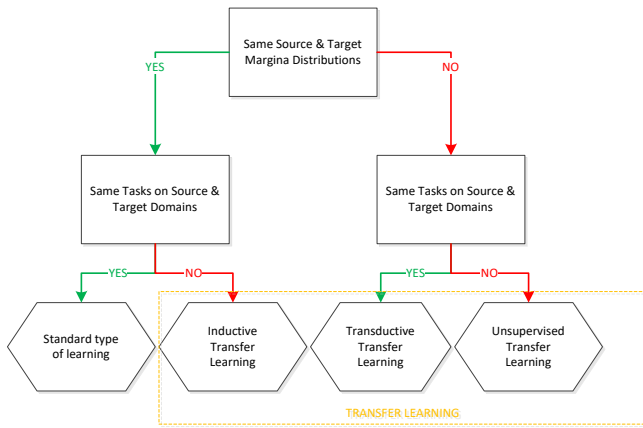 Same Source & Target
Margina Distributions
YES
NO
Same Tasks on Source &
Target Domains
Same Tasks on Source &
Target Domains
YES
NO
YES
NO
Standard type
of learning
Inductive
Transfer
Learning
Transductive
Transfer
Learning
Unsupervised
Transfer
Learning
TRANSFER LEARNING